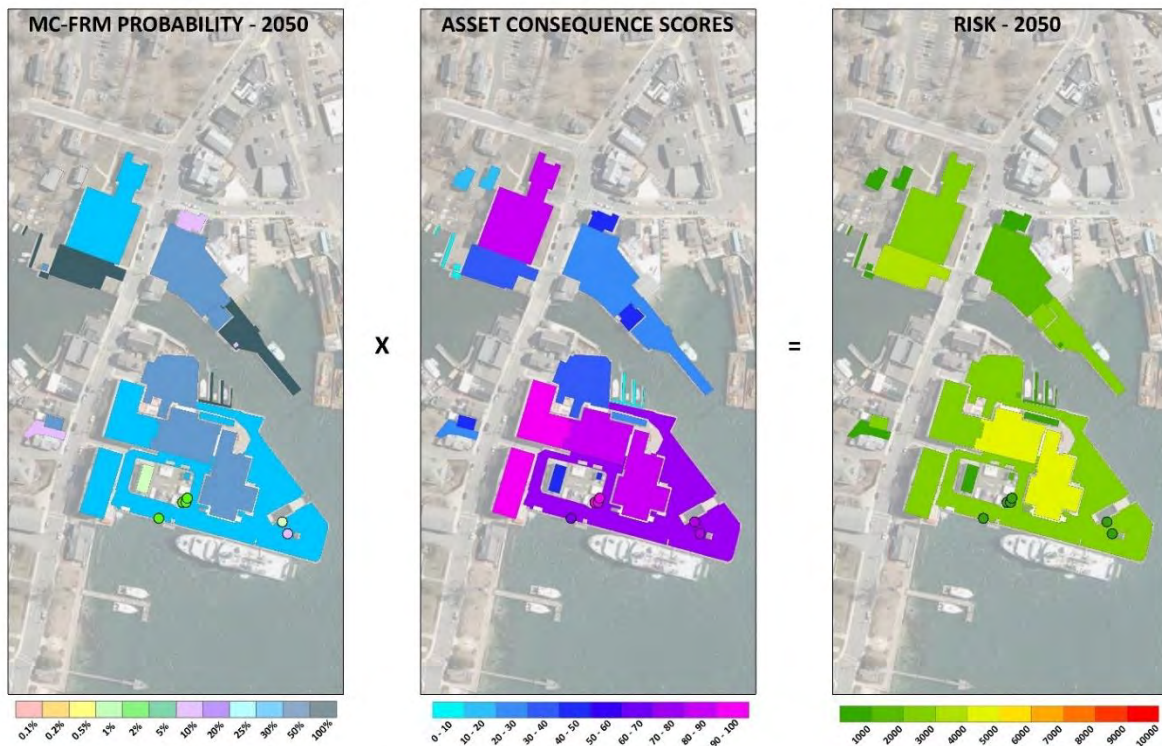 MC-FRM PROBABILITY - 2050
ASSET CONSEQUENCE SCORES
RISK - 2050
X
=
0.1%
0.2%
0.5%
1%
2%
5%
10%
20%
25%
30%
50%
100%
0 - 10
10 - 20
20 - 30
30 - 40
40 - 50
50 - 60
60 - 70
70 - 80
80 - 90
90 - 100
1000
2000
3000
4000
5000
6000
7000
8000
9000
10000